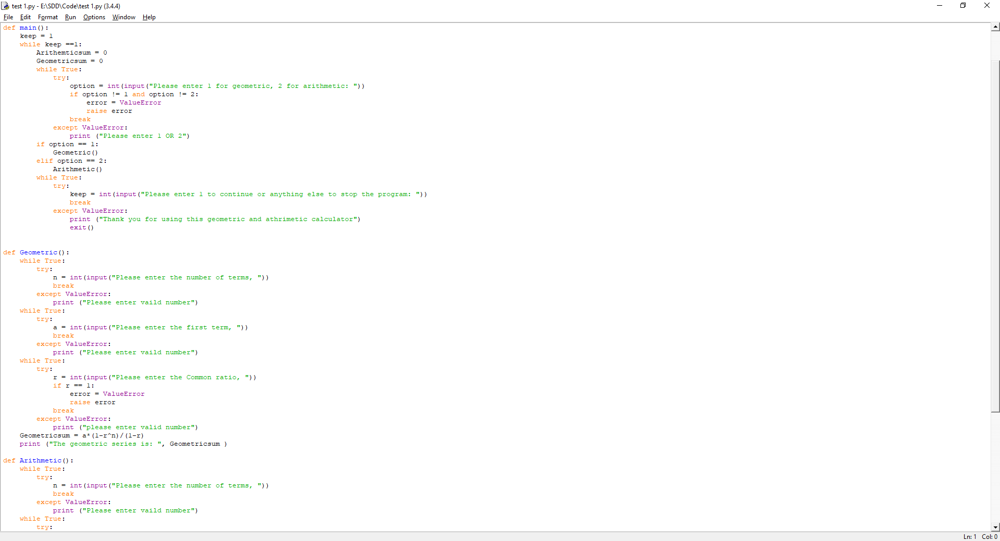 test 1.py - E:\SDD\Code\test 1.py (3.4.4)
File Edit Format Run Options Window Help
def main():
    keep = 1
    while keep ==1:
        Arithemticsum = 0
        Geometricsum = 0
        while True:
            try:
                option = int(input("Please enter 1 for geometric, 2 for arithmetic: "))
                if option != 1 and option != 2:
                    error = ValueError
                    raise error
                break
            except ValueError:
                print ("Please enter 1 OR 2")
        if option == 1:
            Geometric()
        elif option == 2:
            Arithmetic()
        while True:
            try:
                keep = int(input("Please enter 1 to continue or anything else to stop the program: "))
                break
            except ValueError:
                print ("Thank you for using this geometric and athrimetic calculator")
                exit()
def Geometric():
    while True:
        try:
            n = int(input("Please enter the number of terms, "))
            break
        except ValueError:
            print ("Please enter vaild number")
    while True:
        try:
            a = int(input("Please enter the first term, "))
            break
        except ValueError:
            print ("Please enter vaild number")
    while True:
        try:
            r = int(input("Please enter the Common ratio, "))
            if r == 1:
                error = ValueError
                raise error
            break
        except ValueError:
            print ("please enter valid number")
    Geometricsum = a*(1-r^n)/(1-r)
    print ("The geometric series is: ", Geometricsum )
def Arithmetic():
    while True:
        try:
            n = int(input("Please enter the number of terms, "))
            break
        except ValueError:
            print ("Please enter vaild number")
    while True:
        try:
Ln: 1 Col: 0